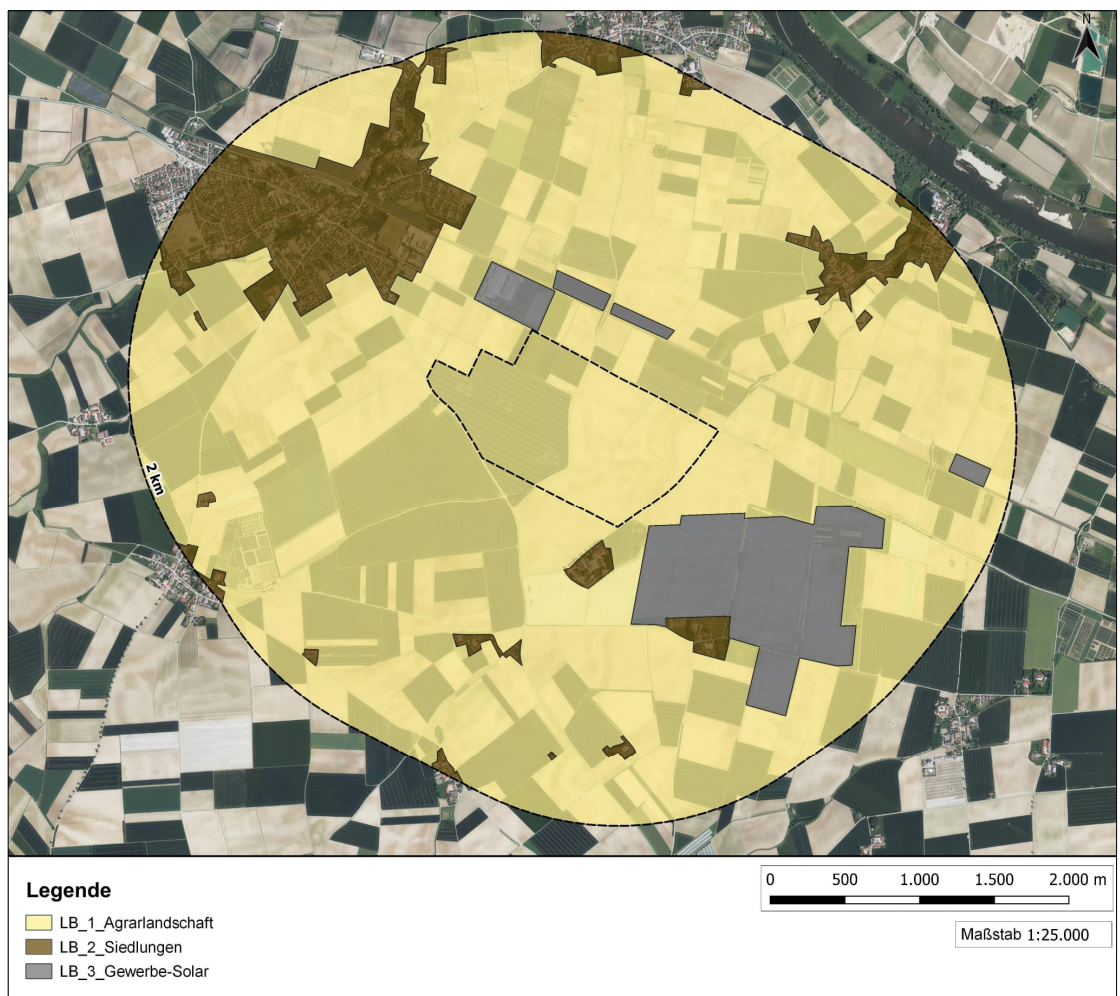 N
2 km
Legende
LB_1_Agrarlandschaft
LB_2_Siedlungen
LB_3_Gewerbe-Solar
0 500 1.000 1.500 2.000 m
Maßstab 1:25.000